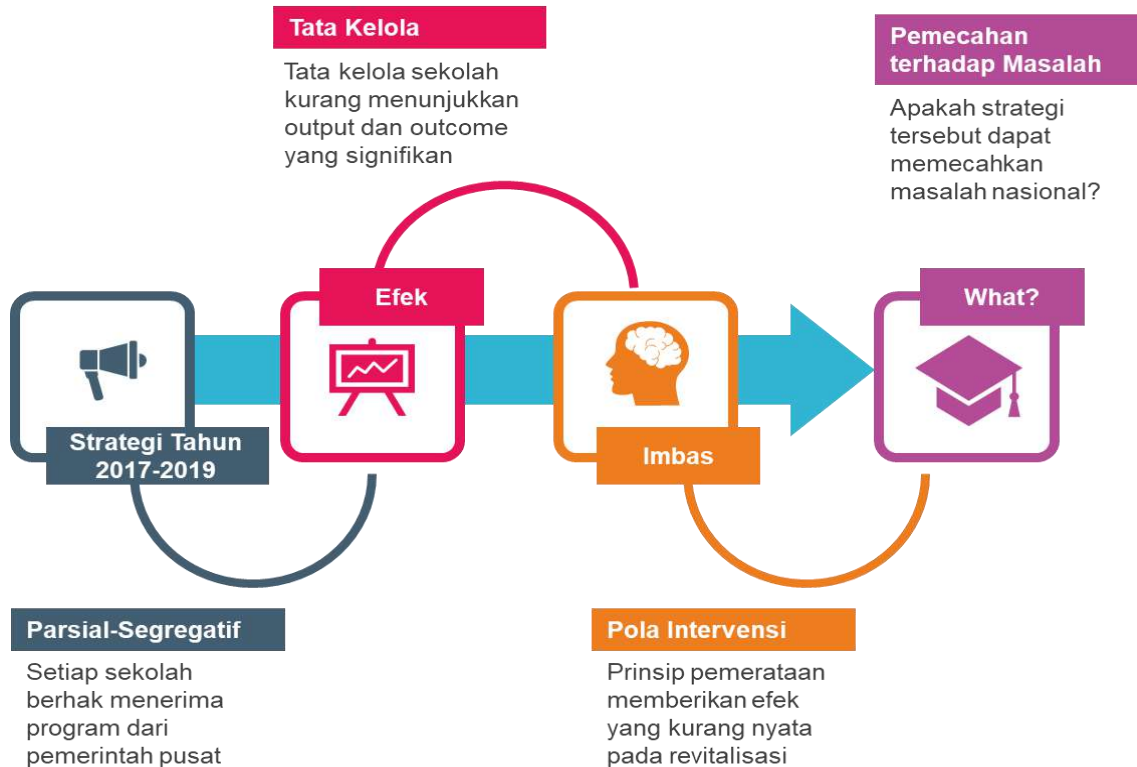 Tata Kelola
Tata kelola sekolah
kurang menunjukkan
output dan outcome
yang signifikan
Pemecahan
terhadap Masalah
Apakah strategi
tersebut dapat
memecahkan
masalah nasional?
Efek
What?
Strategi Tahun
2017-2019
Imbas
Parsial-Segregatif
Setiap sekolah
berhak menerima
program dari
pemerintah pusat
Pola Intervensi
Prinsip pemerataan
memberikan efek
yang kurang nyata
pada revitalisasi